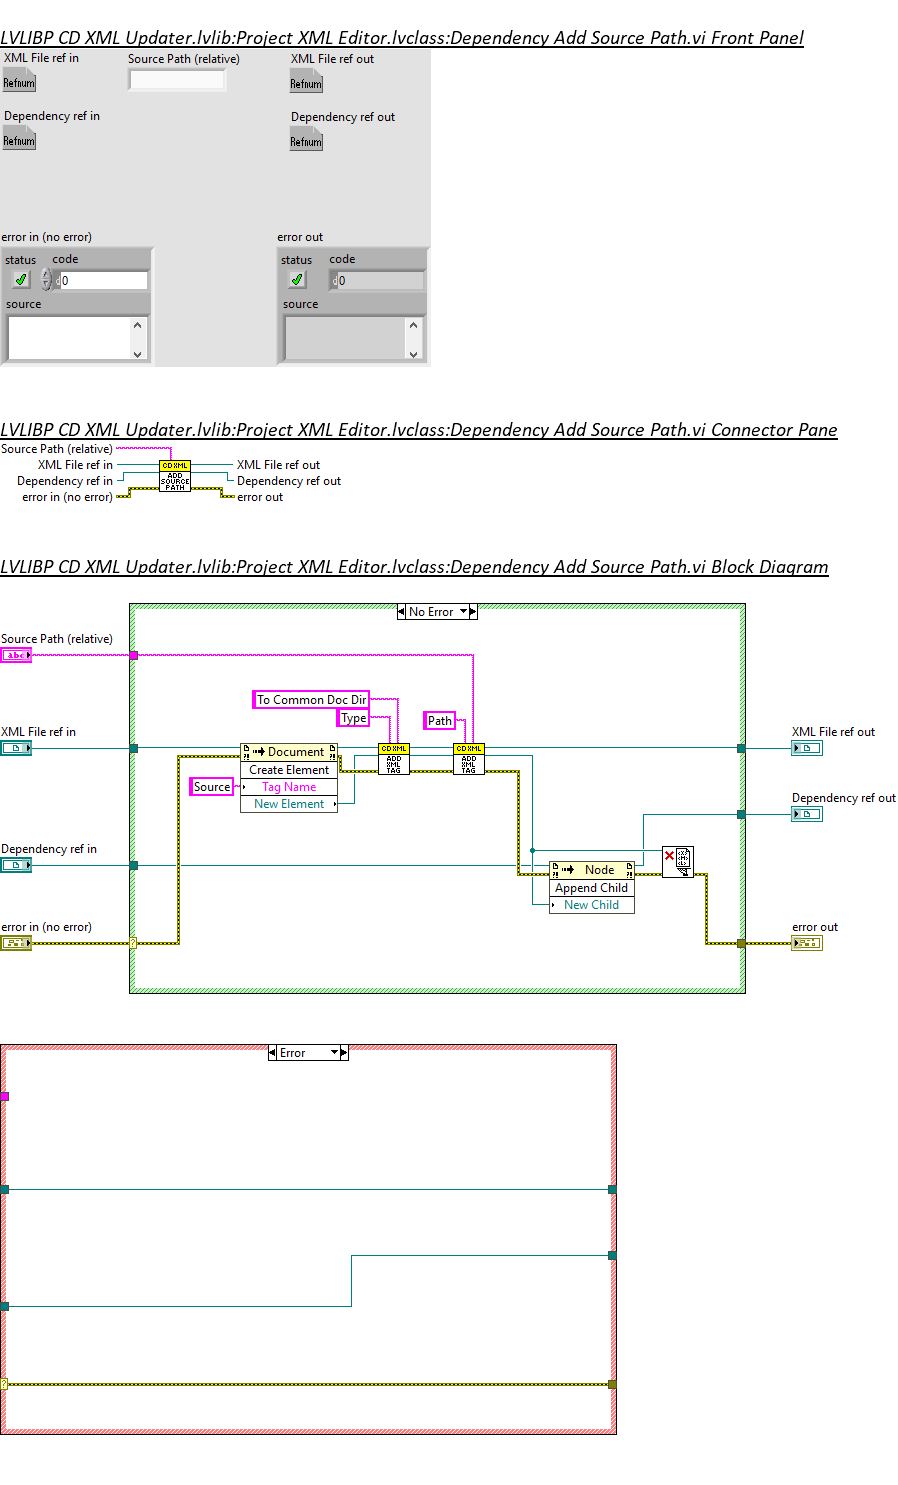 LVLIBP CD XML Updater.lvlib:Project XML Editor.lvclass:Dependency Add Source Path.vi Front Panel
XML File ref in
Source Path (relative)
XML File ref out
Refnum
Refnum
Dependency ref in
Dependency ref out
Refnum
Refnum
error in (no error)
error out
status
code
status
code
d
0
d
0
source
source
LVLIBP CD XML Updater.lvlib:Project XML Editor.lvclass:Dependency Add Source Path.vi Connector Pane
Source Path (relative)
XML File ref in
CD XML
XML File ref out
Dependency ref in
ADD
SOURCE
PATH
Dependency ref out
error in (no error)
error out
LVLIBP CD XML Updater.lvlib:Project XML Editor.lvclass:Dependency Add Source Path.vi Block Diagram
No Error
Source Path (relative)
abc
To Common Doc Dir
Type
Path
XML File ref in
XML File ref out
Document
CD XML
CD XML
Create Element
ADD
XML
TAG
ADD
XML
TAG
Source
Tag Name
New Element
Dependency ref out
Dependency ref in
Node
Append Child
New Child
error in (no error)
error out
?
Error
?